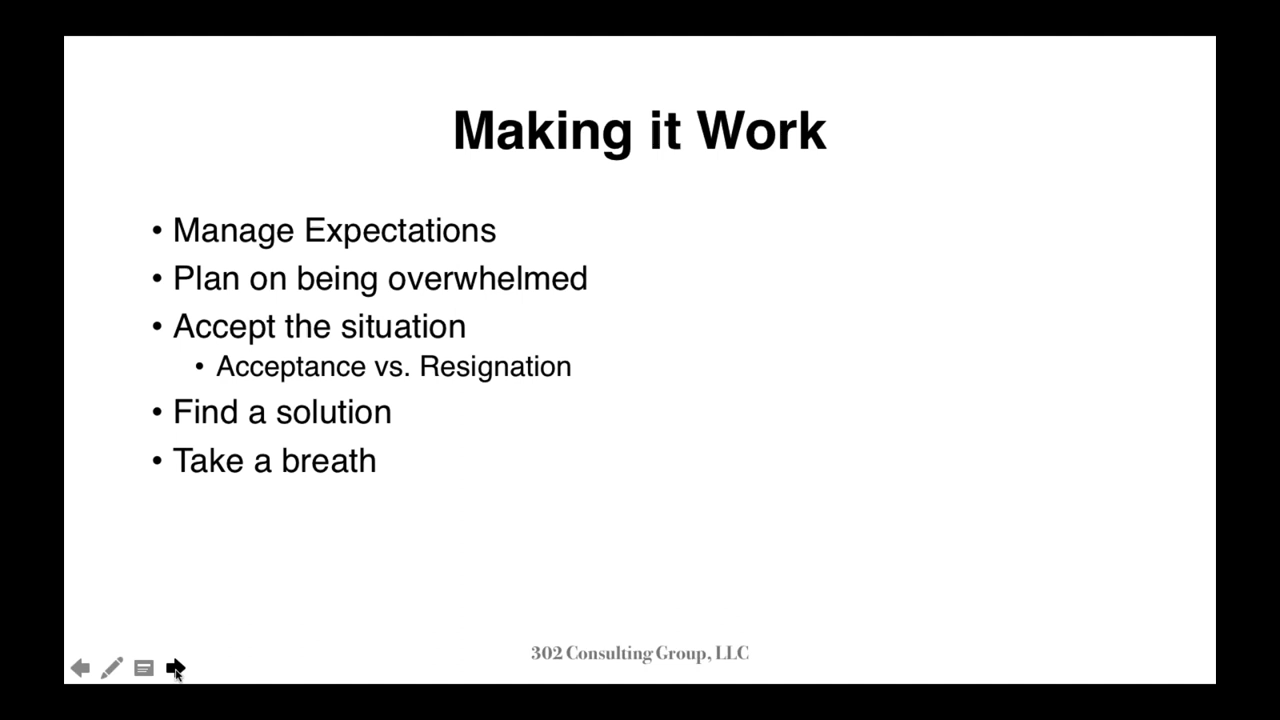 Making it Work
• Manage Expectations
• Plan on being overwhelmed
• Accept the situation
• Acceptance vs. Resignation
• Find a solution
• Take a breath
302 Consulting Group, LLC